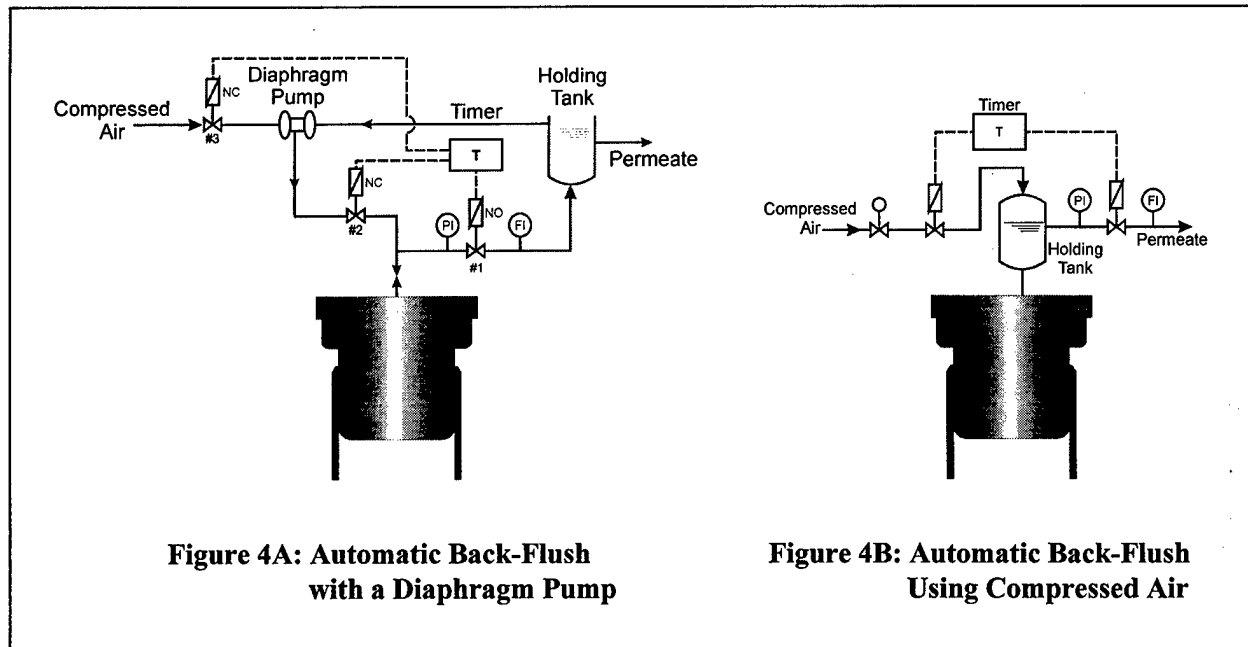 Diaphragm
Pump
Compressed
Air
NC
#3
Timer
Holding
Tank
Permeate
T
NC
#2
NO
PI
FI
#1
Figure 4A: Automatic Back-Flush
with a Diaphragm Pump
Timer
T
Compressed
Air
PI
FI
Permeate
Holding
Tank
Figure 4B: Automatic Back-Flush
Using Compressed Air